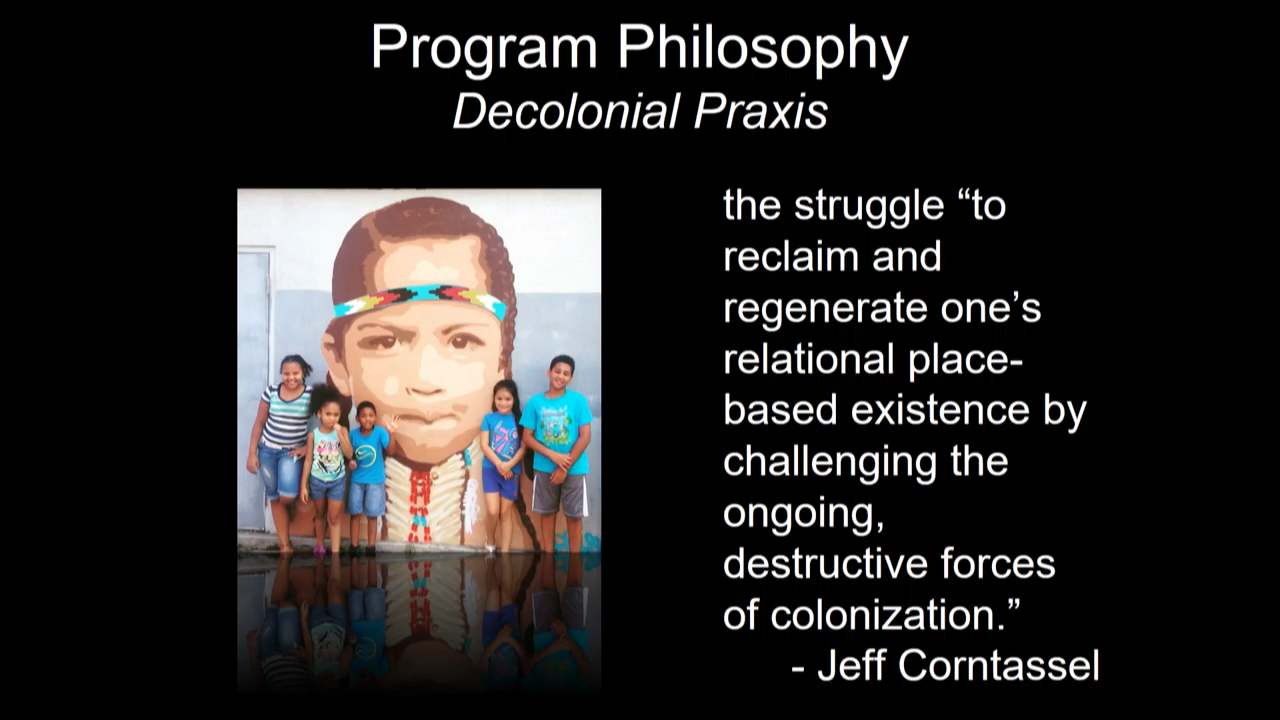 Program Philosophy
Decolonial Praxis
the struggle “to
reclaim and
regenerate one’s
relational place-
based existence by
challenging the
ongoing,
destructive forces
of colonization.”
- Jeff Corntassel